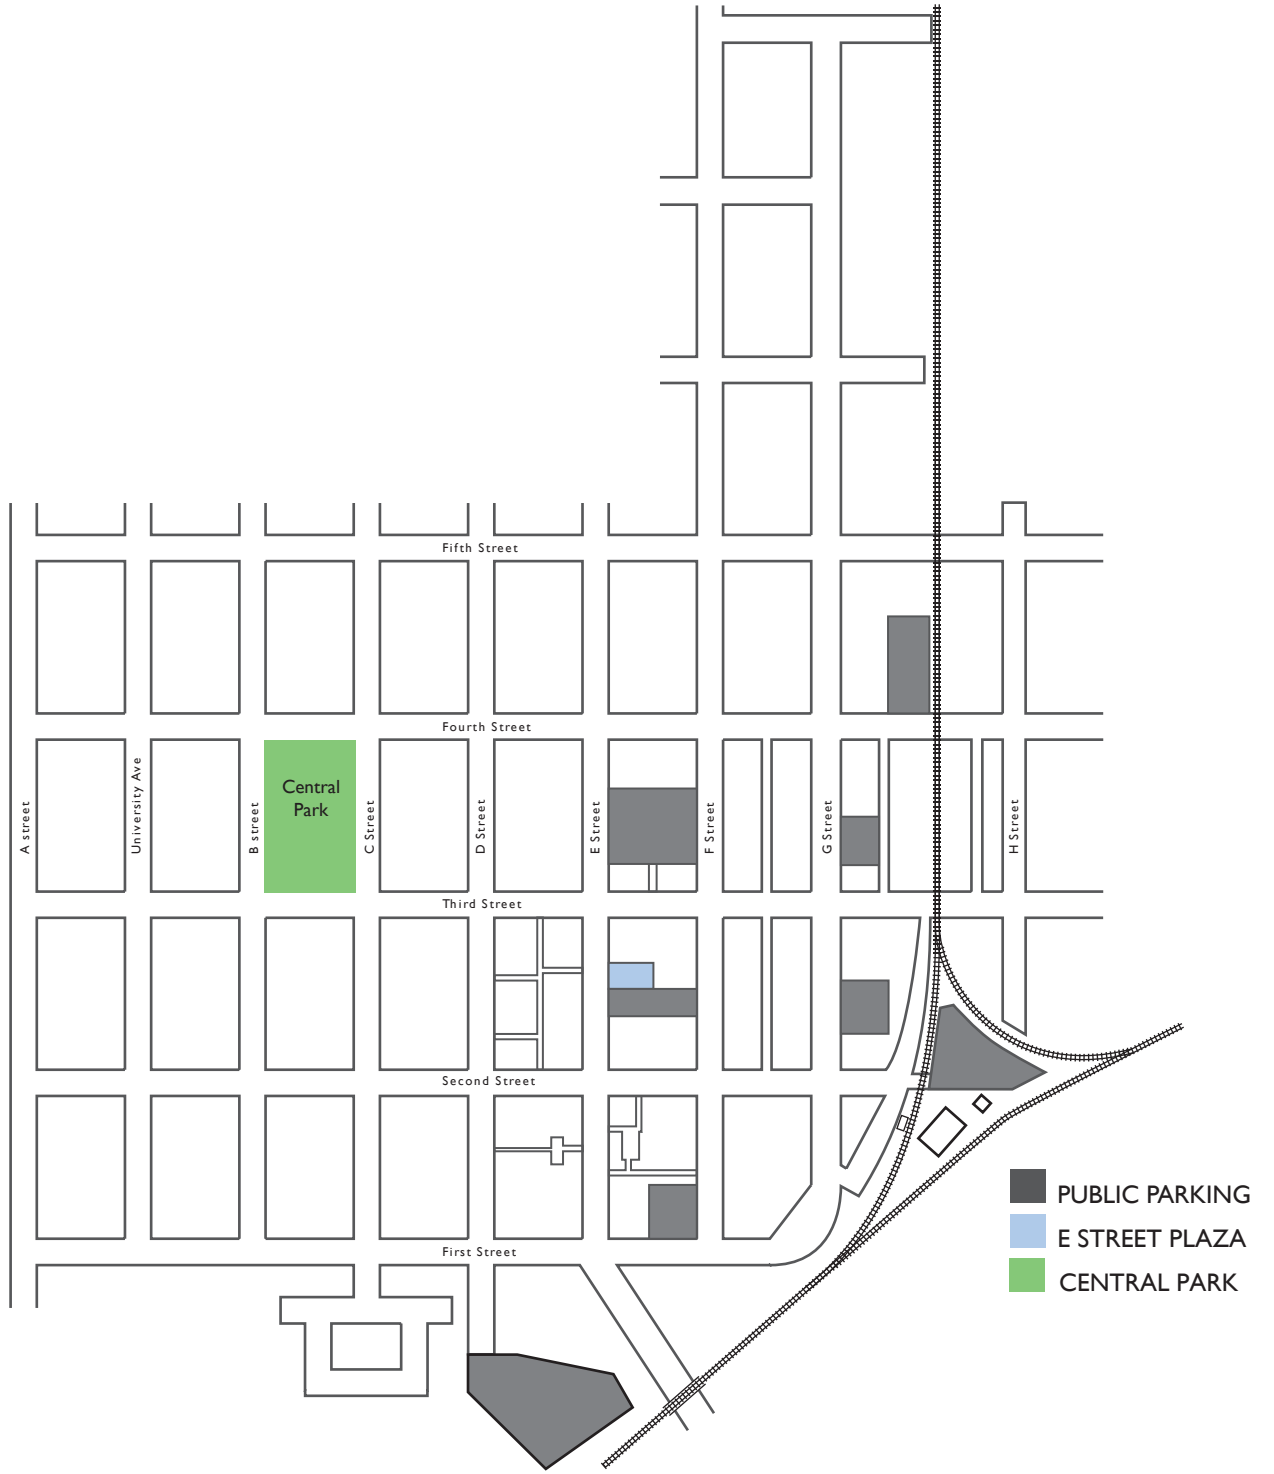 Fifth Street
Fourth Street
Central
Park
A street
University Ave
B street
C Street
D Street
E Street
F Street
G Street
H Street
Third Street
Second Street
First Street
PUBLIC PARKING
E STREET PLAZA
CENTRAL PARK